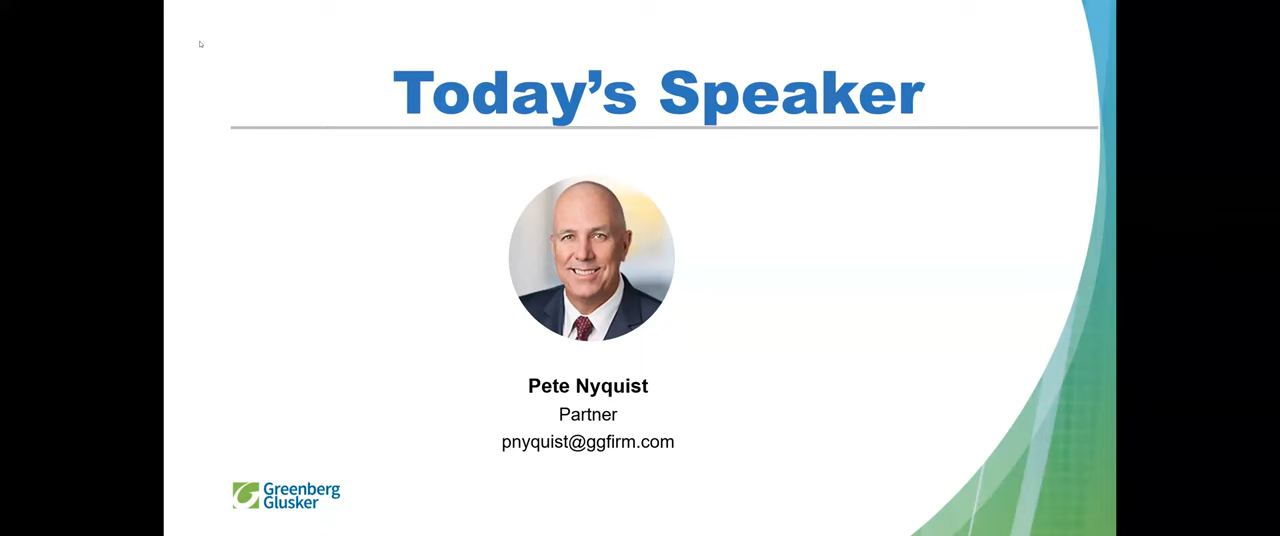 Today’s Speaker
Pete Nyquist
Partner
pnyquist@ggfirm.com
Greenberg
Glusker